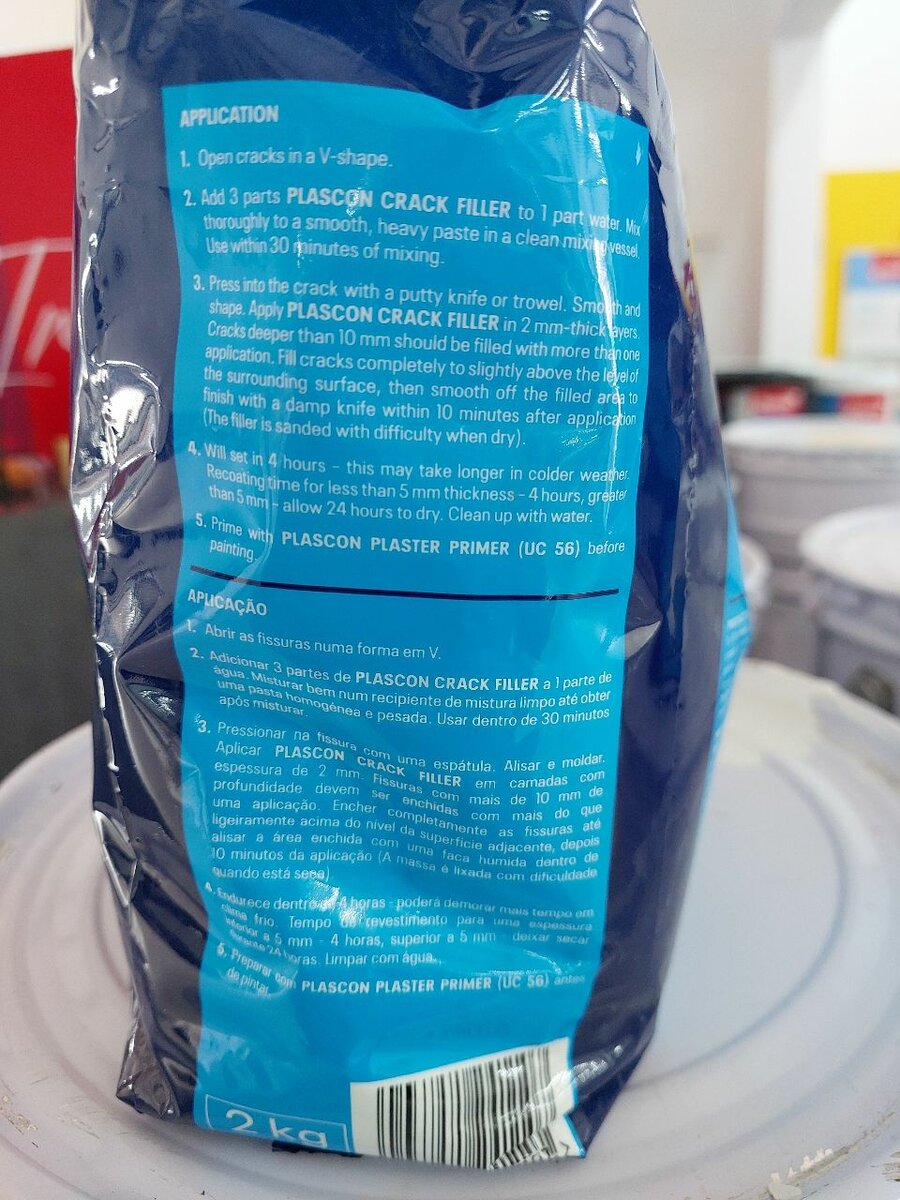 APPLICATION
1. Open cracks in a V-shape.
2. Add 3 parts PLASCON CRACK FILLER to 1 part water. Mix
thoroughly to a smooth, heavy paste in a clean mixing vessel.
Use within 30 minutes of mixing.
3. Press into the crack with a putty knife or trowel. Smooth and
shape. Apply PLASCON CRACK FILLER in 2 mm-thick layers.
Cracks deeper than 10 mm should be filled with more than one
application. Fill cracks completely to slightly above the level of
the surrounding surface, then smooth off the filled area to
finish with a damp knife within 10 minutes after application
(The filler is sanded with difficulty when dry).
4. Will set in 4 hours - this may take longer in colder weather.
Recoating time for less than 5 mm thickness - 4 hours, greater
than 5 mm - allow 24 hours to dry. Clean up with water.
5. Prime with PLASCON PLASTER PRIMER (UC 56) before
painting.
APLICAÇÃO
1. Abrir as fissuras numa forma em V.
2. Adicionar 3 partes de PLASCON CRACK FILLER a 1 parte de
água. Misturar bem num recipiente de mistura limpo até obter
uma pasta homogénea e pesada. Usar dentro de 30 minutos
após misturar.
3. Pressionar na fissura com uma espátula. Alisar e moldar.
Aplicar PLASCON CRACK FILLER em camadas com
espessura de 2 mm. Fissuras com mais de 10 mm de
profundidade devem ser enchidas com mais do que
uma aplicação. Encher completamente as fissuras até
ligeiramente acima do nível da superfície adjacente, depois
alisar a área enchida com uma faca humida dentro de
10 minutos da aplicação (A massa é lixada com dificuldade
quando está seca).
4. Endurece dentro de 4 horas - poderá demorar mais tempo em
clima frio. Tempo de revestimento para uma espessura
inferior a 5 mm - 4 horas, superior a 5 mm - deixar secar
durante 24 horas. Limpar com água.
5. Preparar com PLASCON PLASTER PRIMER (UC 56) antes
de pintar.
2 kg